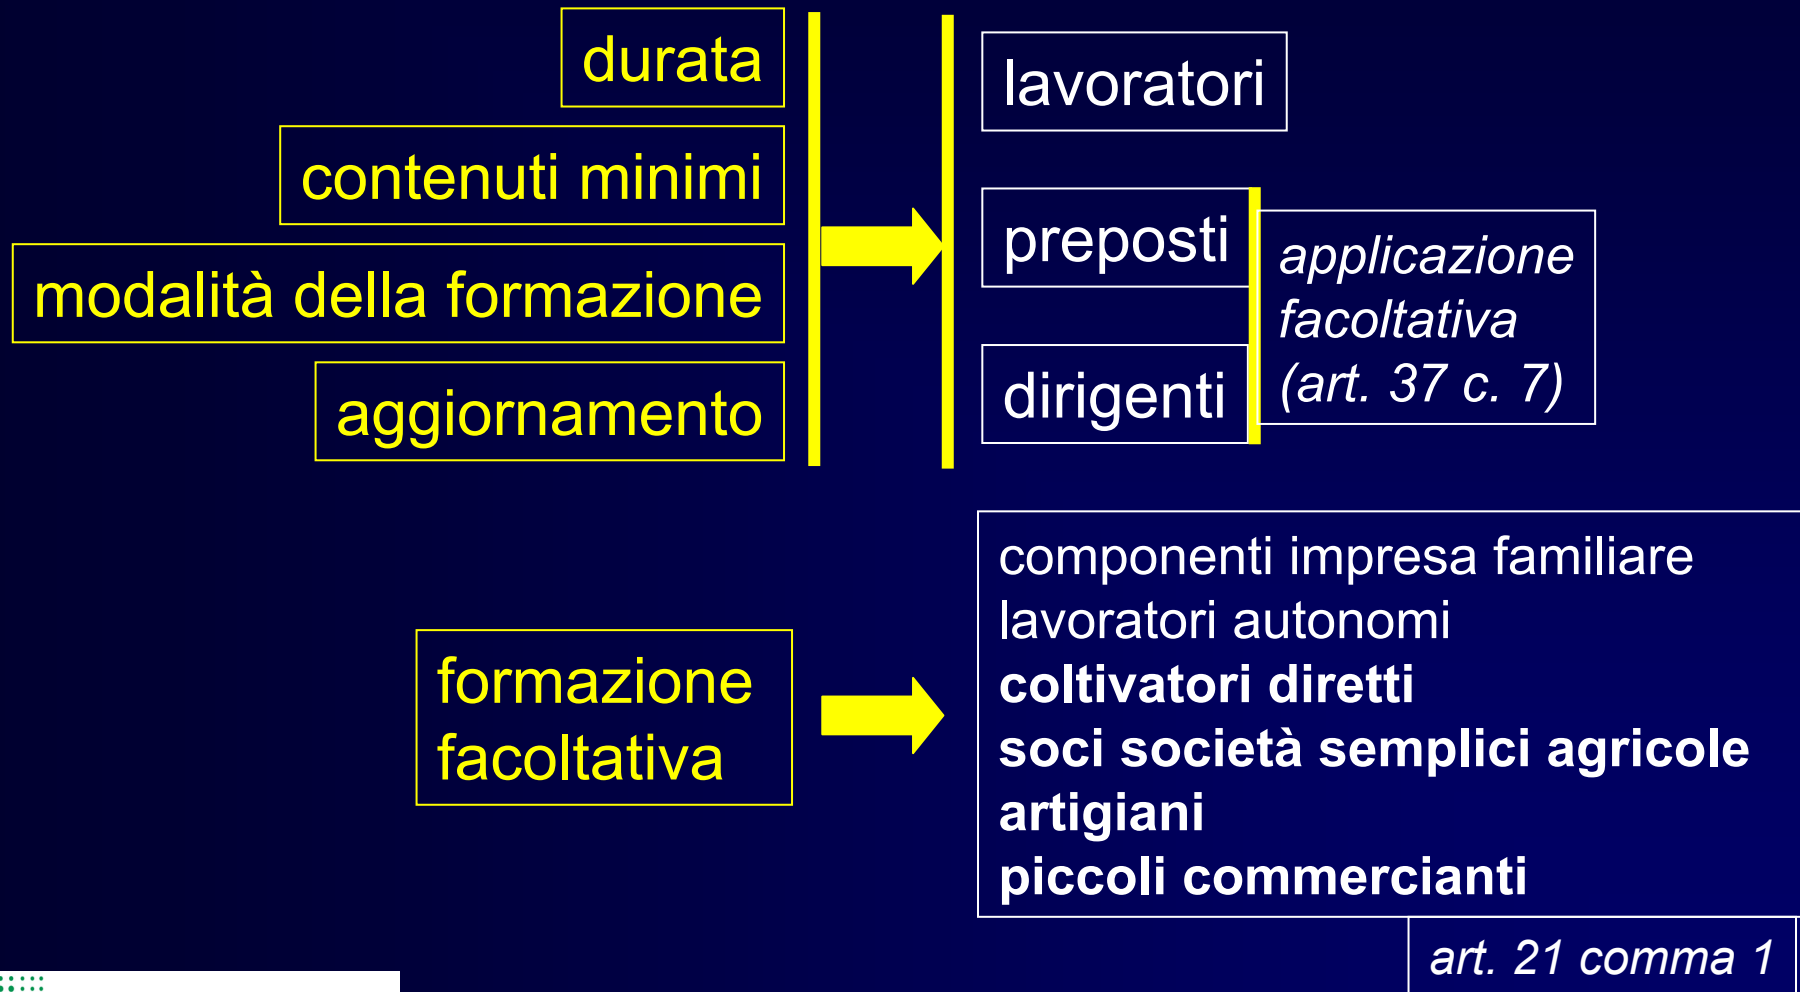 durata
contenuti minimi
modalità della formazione
aggiornamento
lavoratori
preposti
dirigenti
applicazione
facoltativa
(art. 37 c. 7)
formazione
facoltativa
componenti impresa familiare
lavoratori autonomi
coltivatori diretti
soci società semplici agricole
artigiani
piccoli commercianti
art. 21 comma 1